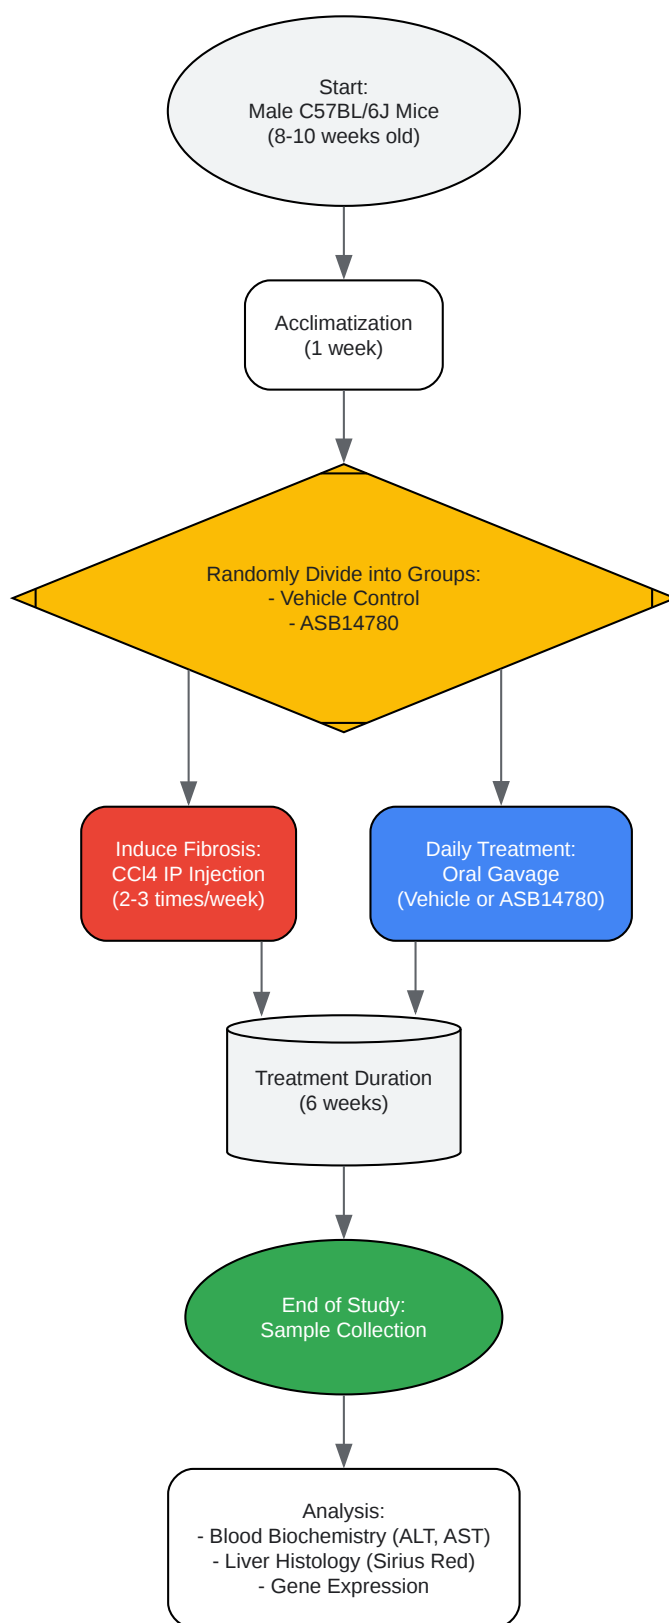 Start:
Male C57BL/6J Mice
(8-10 weeks old)
Acclimatization
(1 week)
Randomly Divide into Groups:
- Vehicle Control
- ASB14780
Induce Fibrosis:
CCl4 IP Injection
(2-3 times/week)
Daily Treatment:
Oral Gavage
(Vehicle or ASB14780)
Treatment Duration
(6 weeks)
End of Study:
Sample Collection
Analysis:
- Blood Biochemistry (ALT, AST)
- Liver Histology (Sirius Red)
- Gene Expression